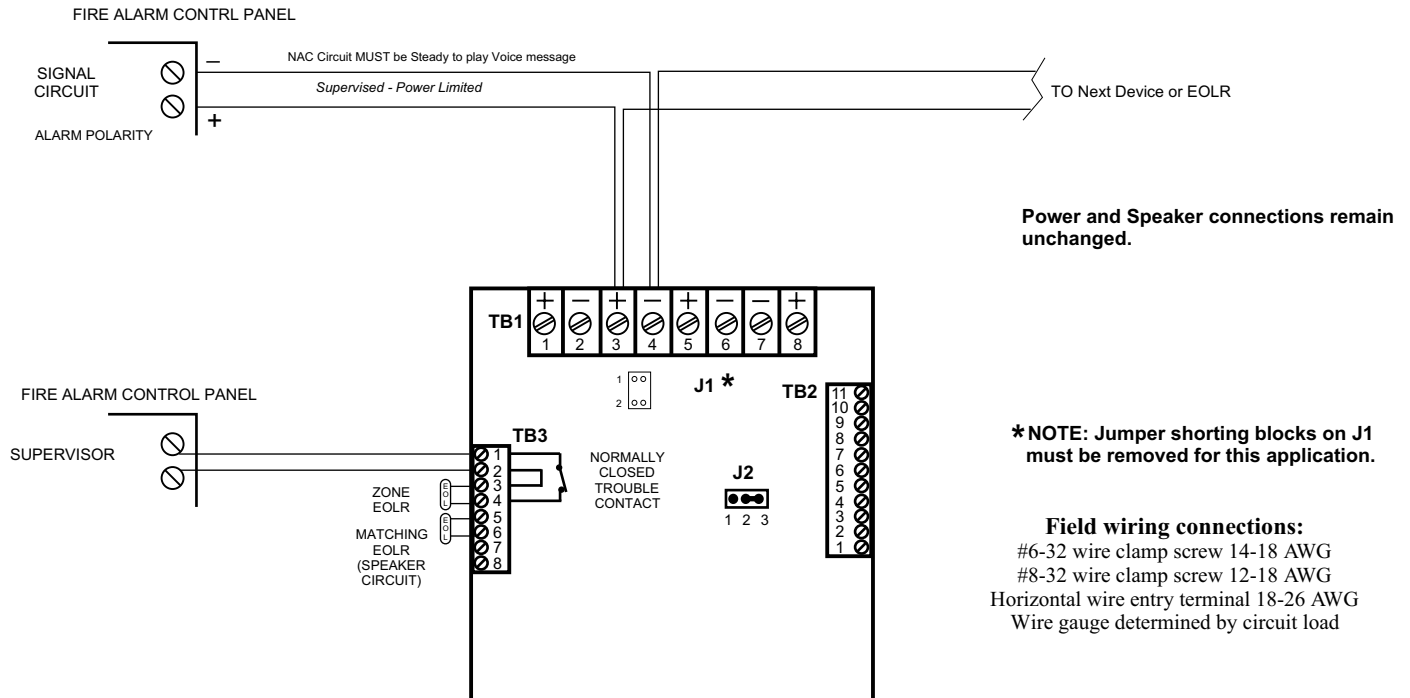 FIRE ALARM CONTRL PANEL
SIGNAL
CIRCUIT
ALARM POLARITY
−
+
NAC Circuit MUST be Steady to play Voice message
Supervised - Power Limited
TO Next Device or EOLR
Power and Speaker connections remain
unchanged.
TB1
+ − + − + − − +
1 2 3 4 5 6 7 8
1
2
J1 *
TB2
11
10
9
8
7
6
5
4
3
2
1
FIRE ALARM CONTROL PANEL
SUPERVISOR
TB3
1
2
3
4
5
6
7
8
NORMALLY
CLOSED
TROUBLE
CONTACT
J2
1 2 3
ZONE
EOLR
EOL
MATCHING
EOLR
(SPEAKER
CIRCUIT)
EOL
*NOTE: Jumper shorting blocks on J1
must be removed for this application.
Field wiring connections:
#6-32 wire clamp screw 14-18 AWG
#8-32 wire clamp screw 12-18 AWG
Horizontal wire entry terminal 18-26 AWG
Wire gauge determined by circuit load